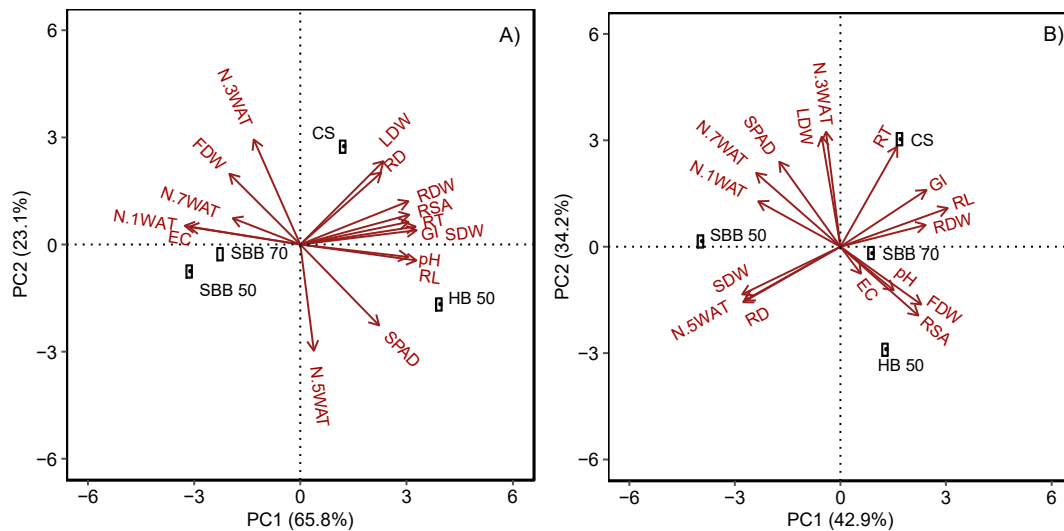 A)
PC2 (23.1%)
6
3
0
−3
−6
N.3WAT
CS
LDW
FDW
RD
N.7WAT
RDW
RSA
N.1WAT
RT
EC
GI SDW
SBB 70
pH
SBB 50
RL
HB 50
SPAD
N.5WAT
−6
−3
0
3
6
PC1 (65.8%)
B)
PC2 (34.2%)
6
3
0
−3
−6
N.3WAT
LDW
SPAD
RT
CS
N.7WAT
N.1WAT
GI
RL
RDW
SBB 50
SBB 70
SDW
EC
pH
N.5WAT
RD
FDW
RSA
HB 50
−6
−3
0
3
6
PC1 (42.9%)